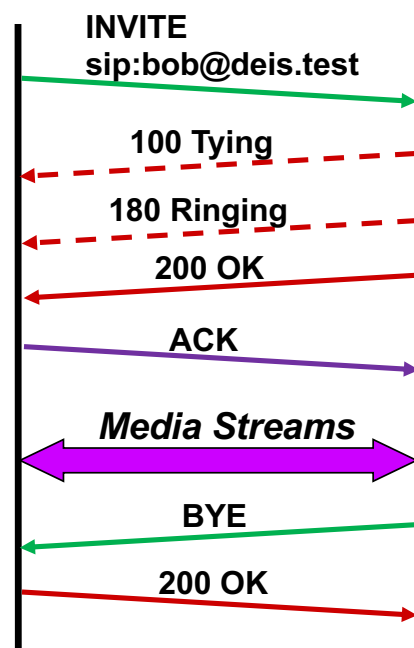 INVITE
sip:bob@deis.test
100 Tying
180 Ringing
200 OK
ACK
Media Streams
BYE
200 OK